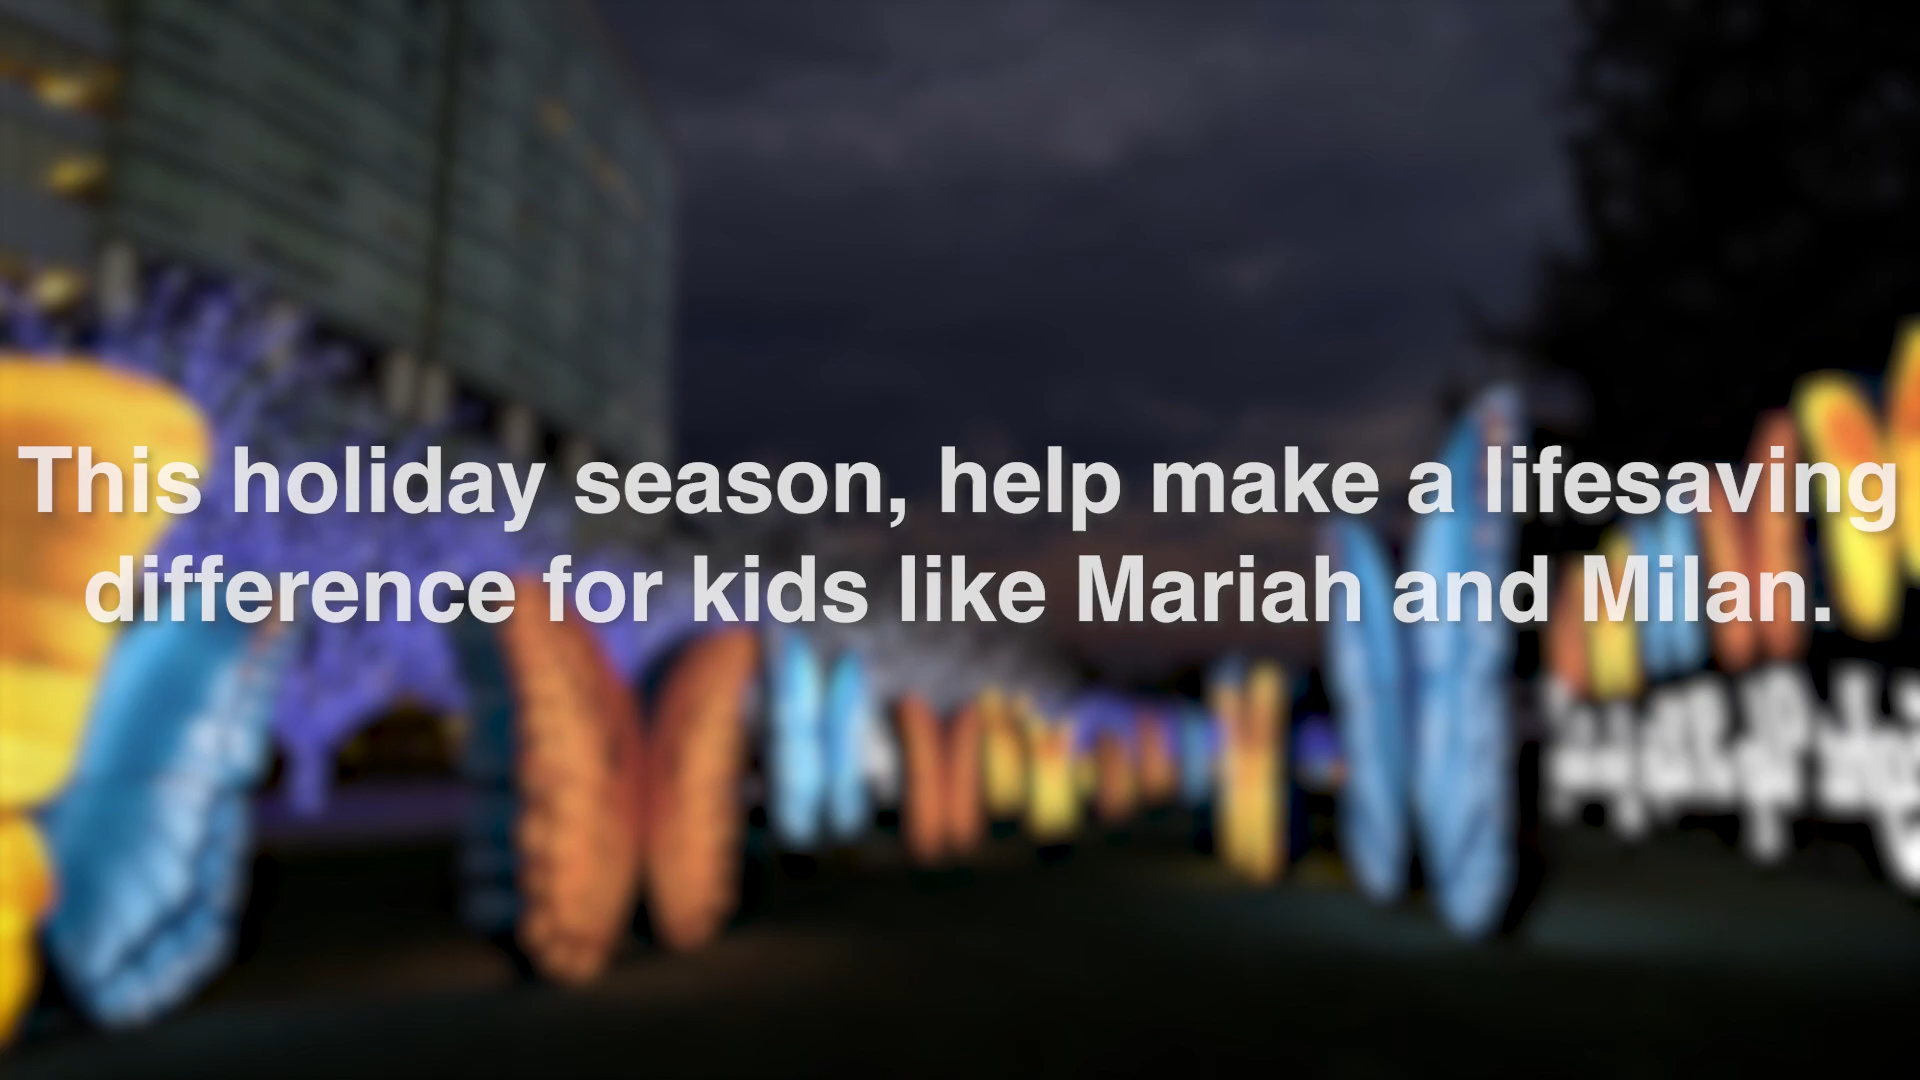 This holiday season, help make a lifesaving
difference for kids like Mariah and Milan.